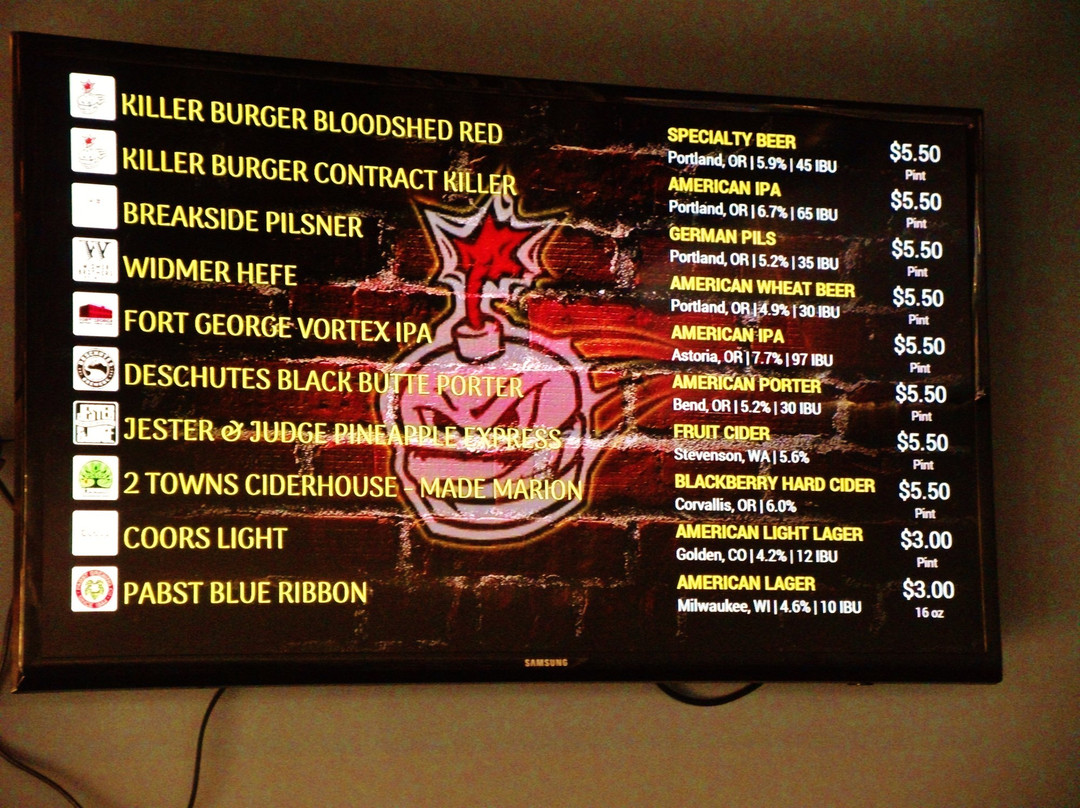 KILLER BURGER BLOODSHED RED
SPECIALTY BEER
Portland, OR | 5.9% | 45 IBU
$5.50
Pint
KILLER BURGER CONTRACT KILLER
AMERICAN IPA
Portland, OR | 6.7% | 65 IBU
$5.50
Pint
BREAKSIDE PILSNER
GERMAN PILS
Portland, OR | 5.2% | 35 IBU
$5.50
Pint
WIDMER HEFE
AMERICAN WHEAT BEER
Portland, OR | 4.9% | 30 IBU
$5.50
Pint
FORT GEORGE VORTEX IPA
AMERICAN IPA
Astoria, OR | 7.7% | 97 IBU
$5.50
Pint
DESCHUTES BLACK BUTTE PORTER
AMERICAN PORTER
Bend, OR | 5.2% | 30 IBU
$5.50
Pint
JESTER & JUDGE PINEAPPLE EXPRESS
FRUIT CIDER
Stevenson, WA | 5.6%
$5.50
Pint
2 TOWNS CIDERHOUSE - MADE MARION
BLACKBERRY HARD CIDER
Corvallis, OR | 6.0%
$5.50
Pint
COORS LIGHT
AMERICAN LIGHT LAGER
Golden, CO | 4.2% | 12 IBU
$3.00
Pint
PABST BLUE RIBBON
AMERICAN LAGER
Milwaukee, WI | 4.6% | 10 IBU
$3.00
16 oz
SAMSUNG